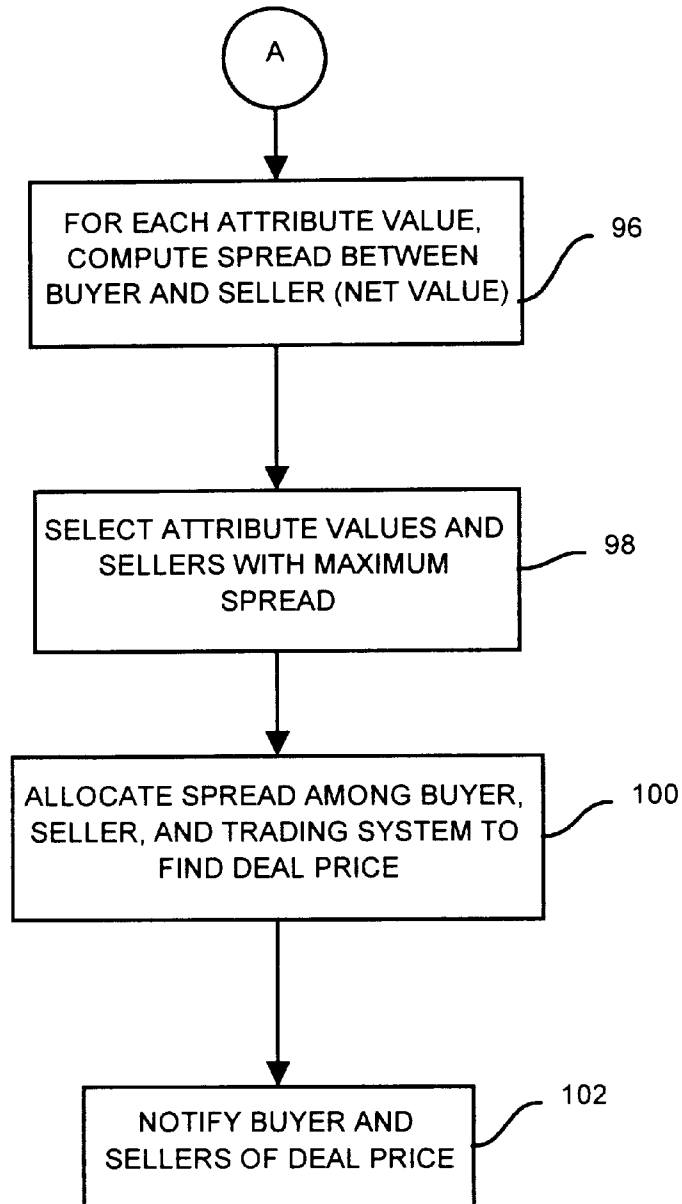 A
FOR EACH ATTRIBUTE VALUE,
COMPUTE SPREAD BETWEEN
BUYER AND SELLER (NET VALUE)
96
SELECT ATTRIBUTE VALUES AND
SELLERS WITH MAXIMUM
SPREAD
98
ALLOCATE SPREAD AMONG BUYER,
SELLER, AND TRADING SYSTEM TO
FIND DEAL PRICE
100
NOTIFY BUYER AND
SELLERS OF DEAL PRICE
102